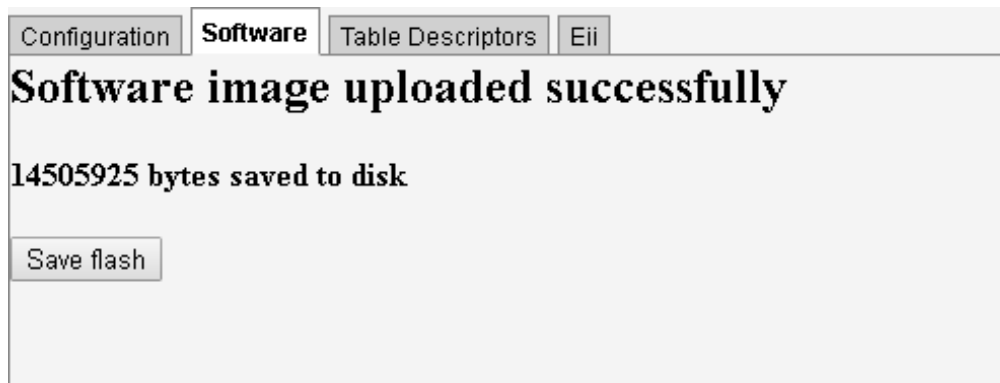 Configuration Software Table Descriptors Eii
Software image uploaded successfully
14505925 bytes saved to disk
Save flash